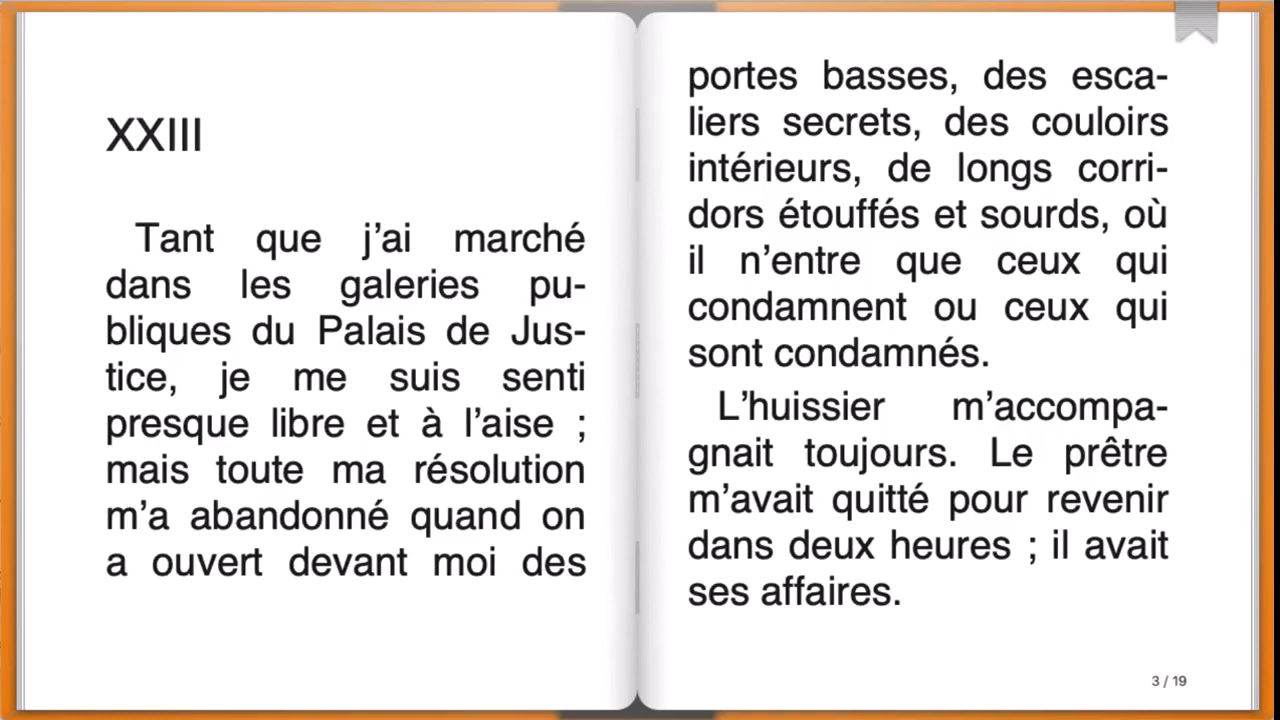 XXIII
Tant que j’ai marché
dans les galeries pu-
bliques du Palais de Jus-
tice, je me suis senti
presque libre et à l’aise ;
mais toute ma résolution
m’a abandonné quand on
a ouvert devant moi des
portes basses, des esca-
liers secrets, des couloirs
intérieurs, de longs corri-
dors étouffés et sourds, où
il n’entre que ceux qui
condamnent ou ceux qui
sont condamnés.
L’huissier m’accompa-
gnait toujours. Le prêtre
m’avait quitté pour revenir
dans deux heures ; il avait
ses affaires.
3 / 19